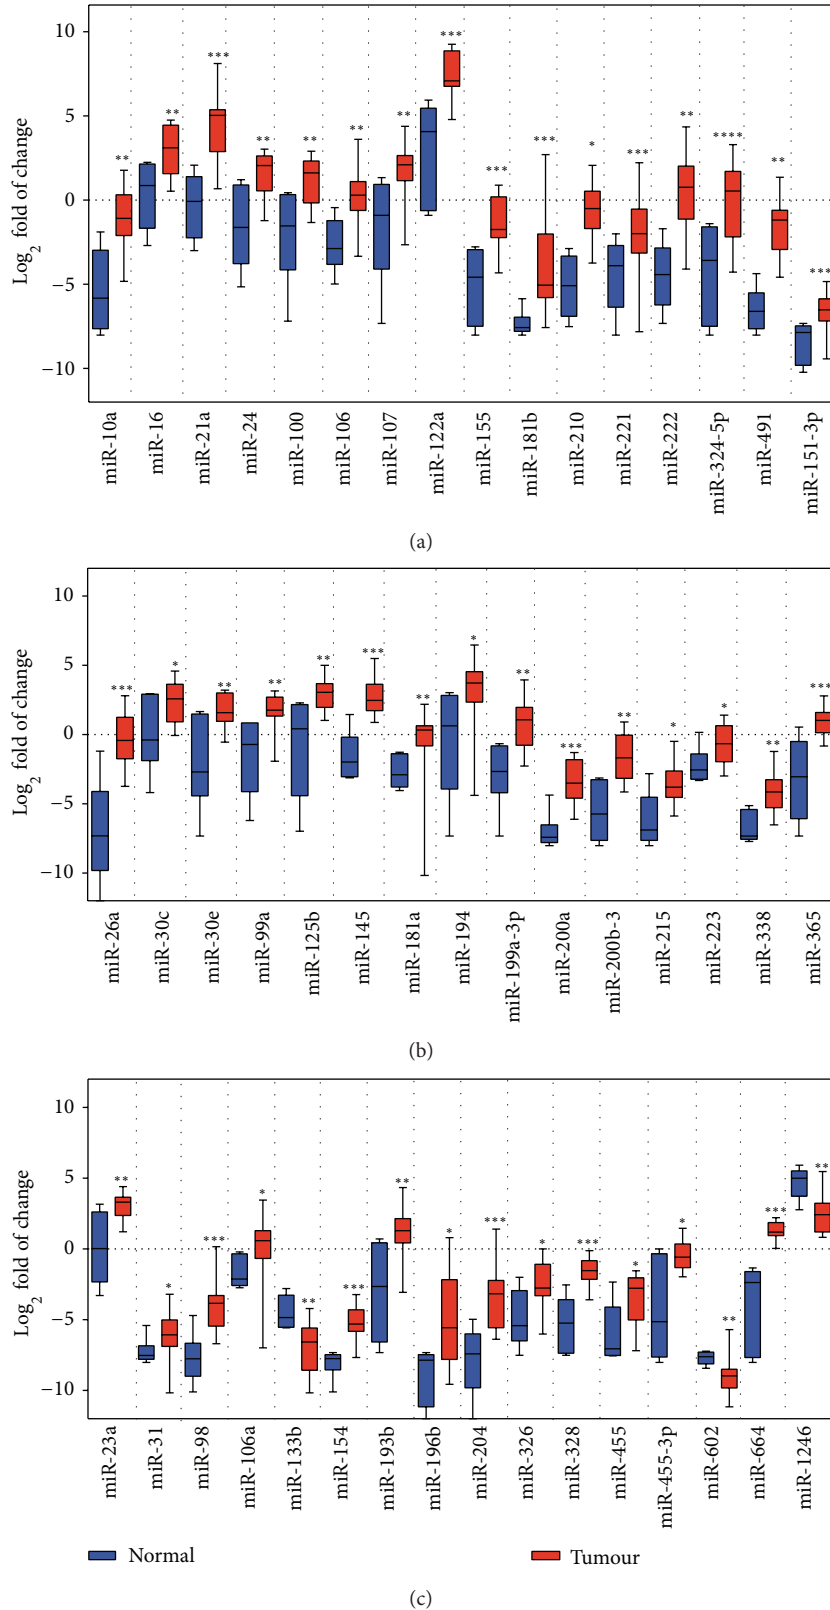 Log2 fold of change
10
5
0
−5
−10
**
**
***
**
**
**
**
***
***
***
*
***
**
****
**
***
miR-10a
miR-16
miR-21a
miR-24
miR-100
miR-106
miR-107
miR-122a
miR-155
miR-181b
miR-210
miR-221
miR-222
miR-324-5p
miR-491
miR-151-3p
(a)
Log2 fold of change
10
5
0
−5
−10
***
*
**
**
**
***
**
*
**
***
**
*
*
**
***
miR-26a
miR-30c
miR-30e
miR-99a
miR-125b
miR-145
miR-181a
miR-194
miR-199a-3p
miR-200a
miR-200b-3
miR-215
miR-223
miR-338
miR-365
(b)
Log2 fold of change
10
5
0
−5
−10
**
*
***
*
**
***
**
*
***
*
***
*
*
**
***
**
miR-23a
miR-31
miR-98
miR-106a
miR-133b
miR-154
miR-193b
miR-196b
miR-204
miR-326
miR-328
miR-455
miR-455-3p
miR-602
miR-664
miR-1246
Normal
Tumour
(c)